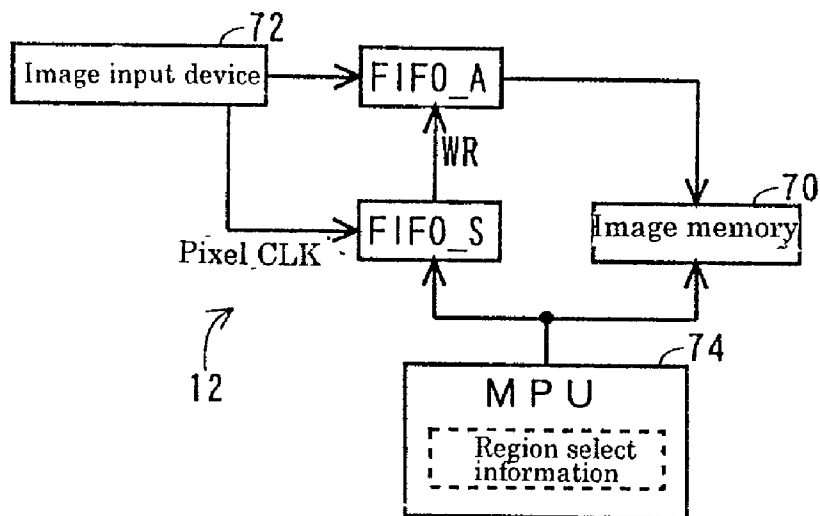 72
Image input device
FIFO_A
WR
70
FIFO_S
Image memory
Pixel CLK
12
74
MPU
Region select
information